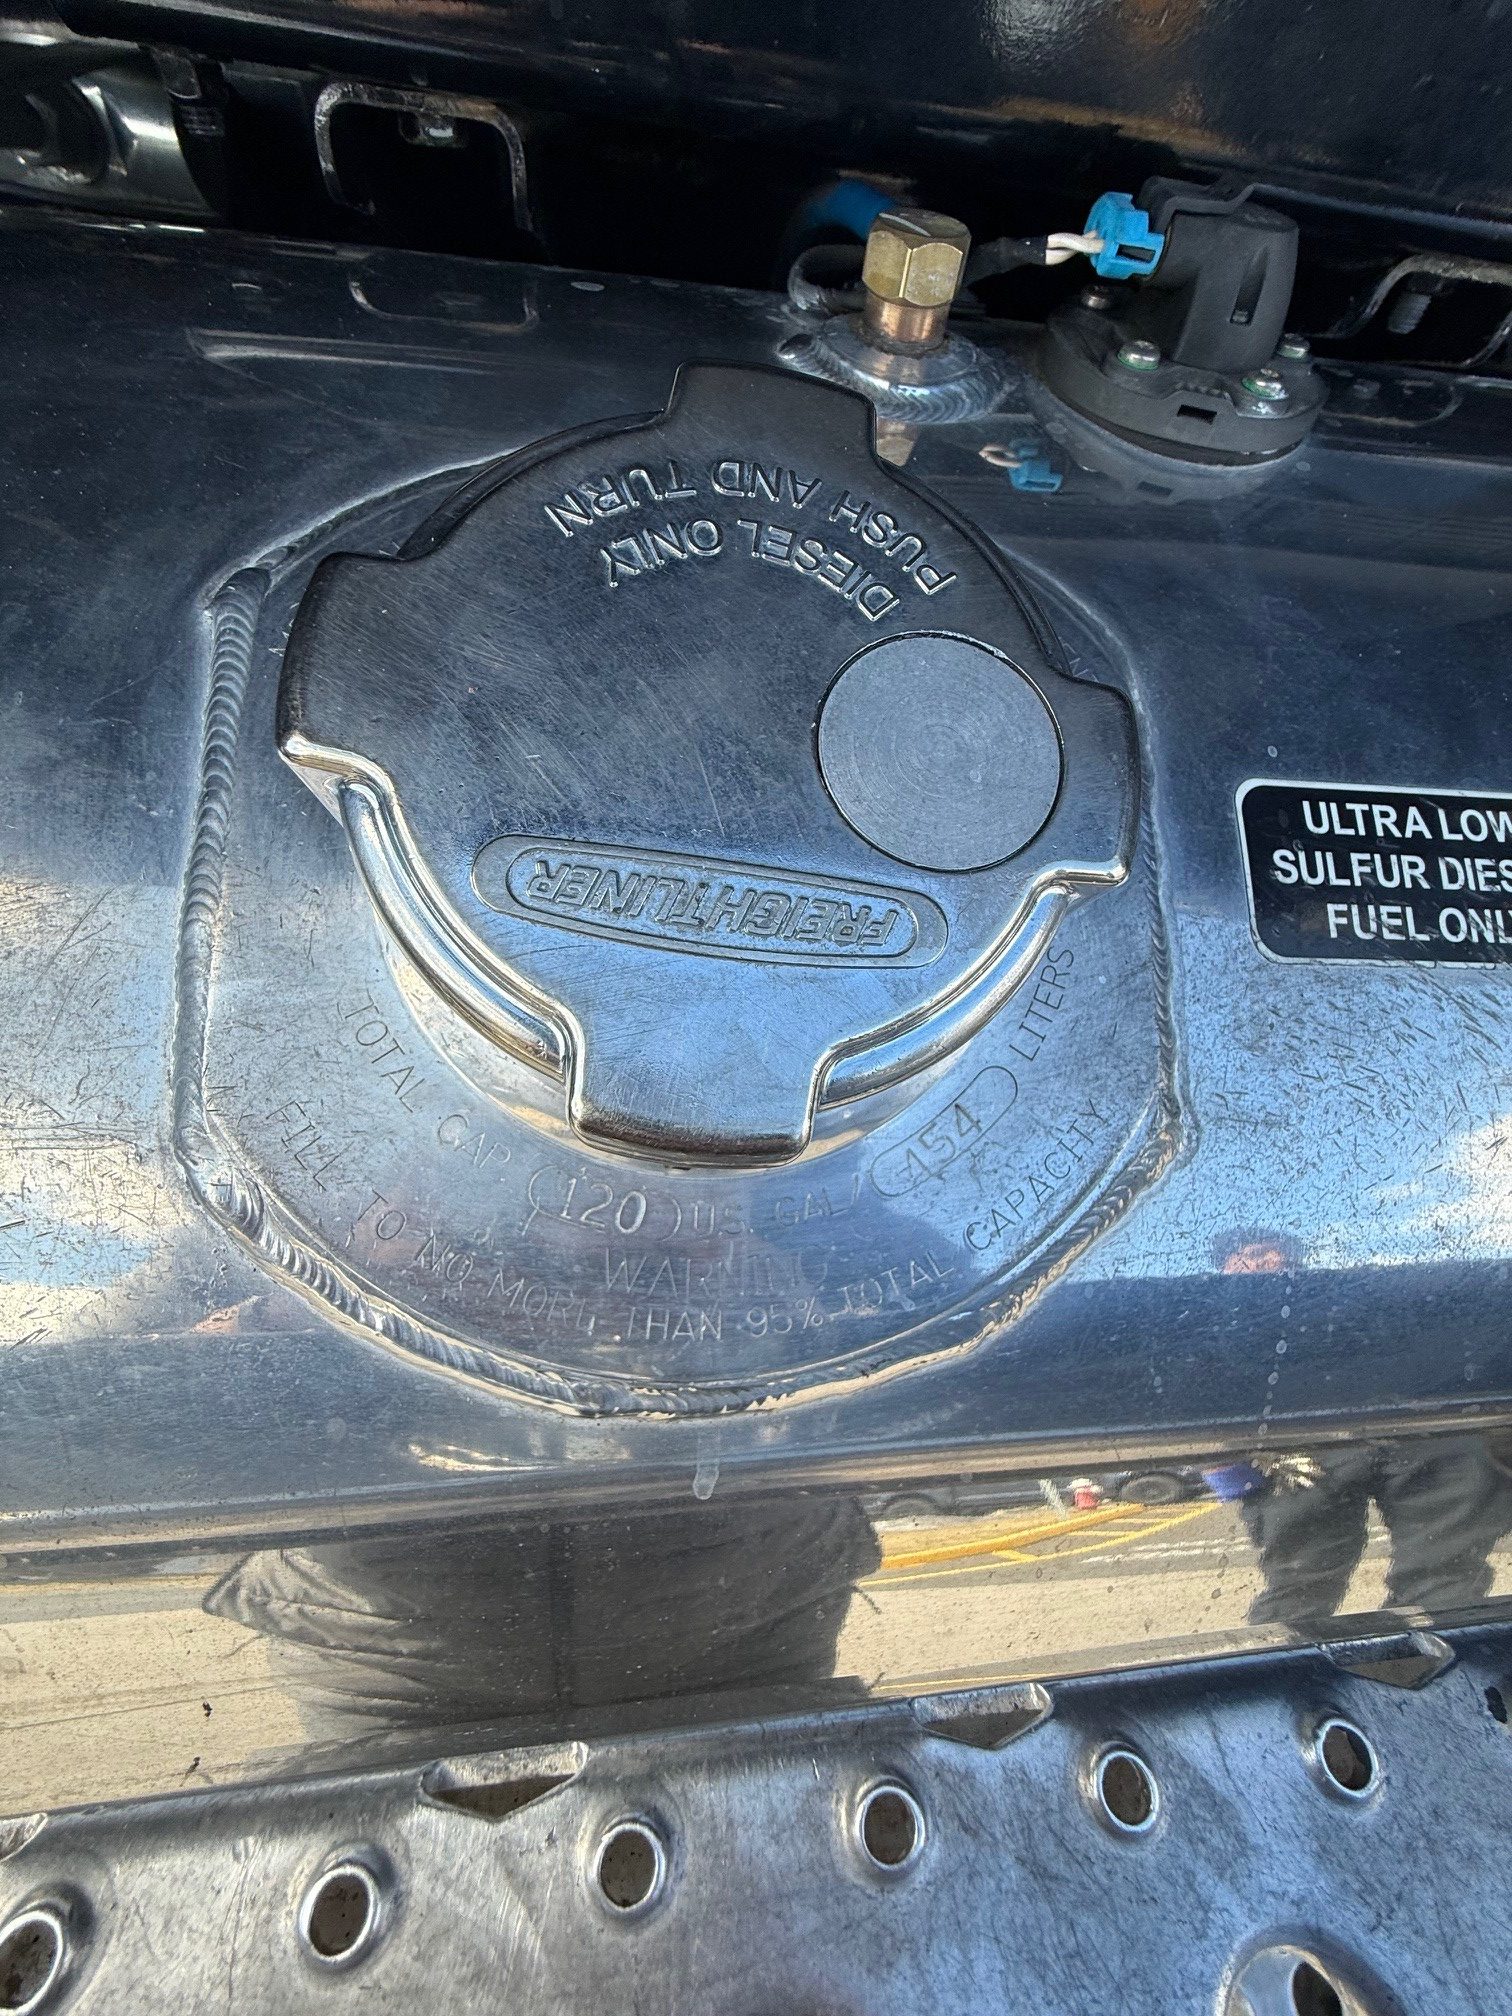 PUSH AND TURN
DIESEL ONLY
FREIGHTLINER
ULTRA LOW
SULFUR DIES
FUEL ONL
TOTAL CAP (120) U.S. GAL/ 454 LITERS
WARNING
FILL TO NO MORE THAN 95% TOTAL CAPACITY